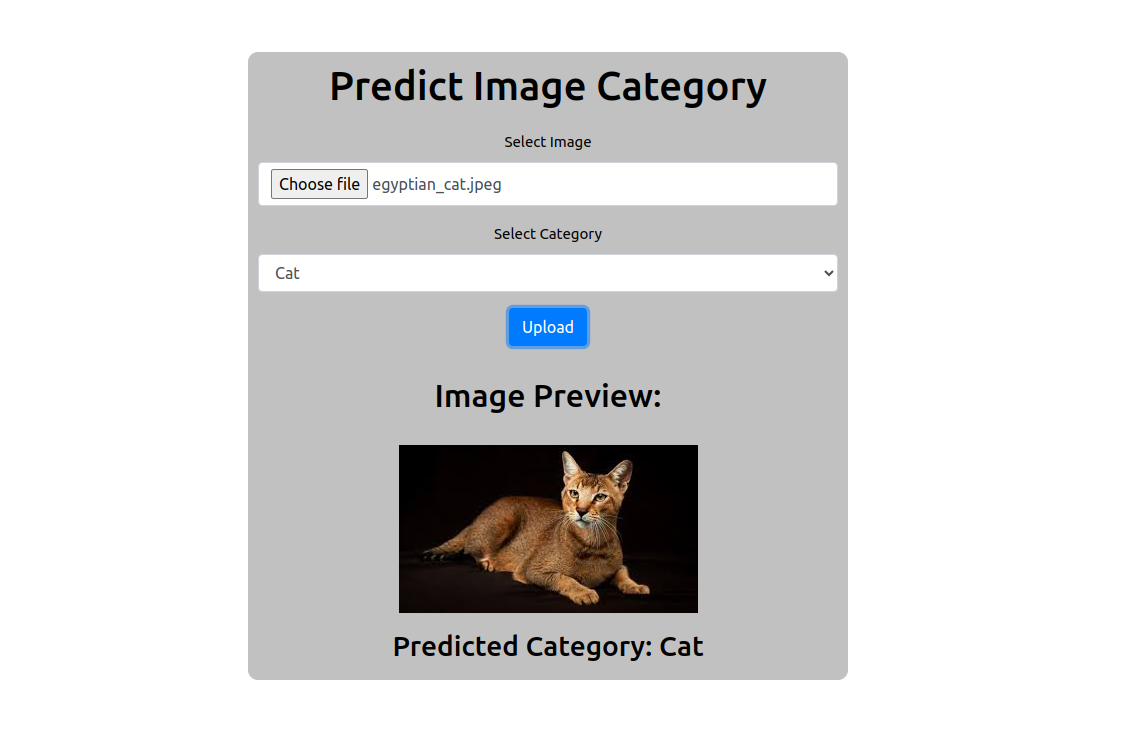 Predict Image Category
Select Image
Choose file egyptian_cat.jpeg
Select Category
Cat
Upload
Image Preview:
Predicted Category: Cat